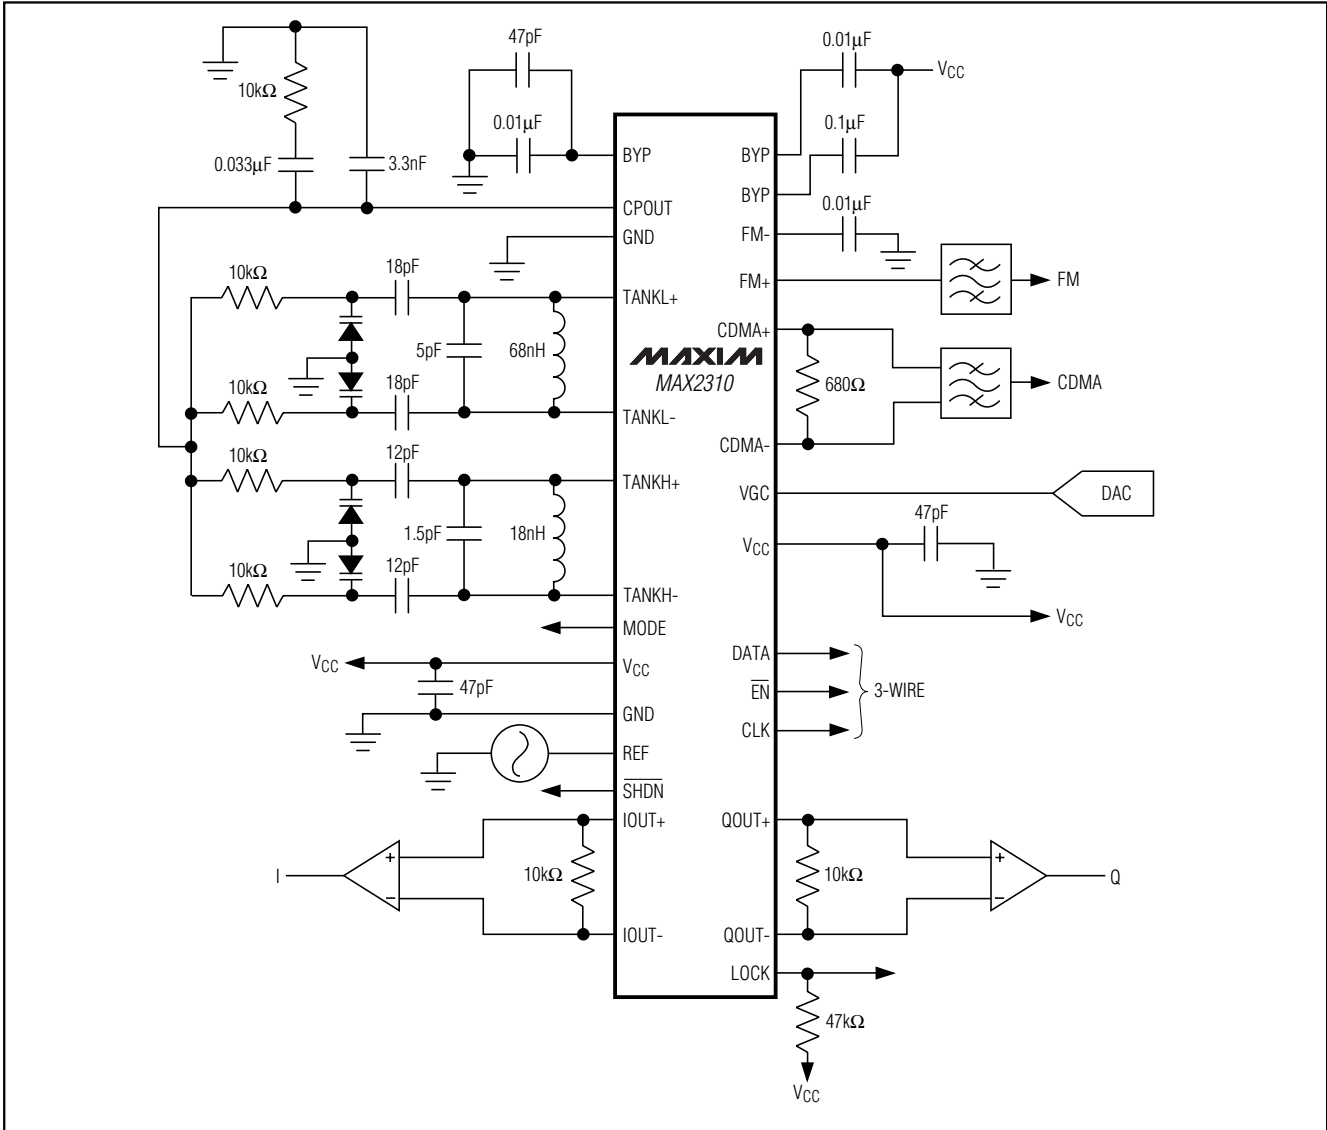 47pF
0.01µF
VCC
10kΩ
0.01µF
0.1µF
0.033µF
3.3nF
BYP
BYP
BYP
CPOUT
0.01µF
GND
FM-
10kΩ
18pF
FM+
FM
TANKL+
CDMA+
5pF
68nH
MAXIM
MAX2310
680Ω
CDMA
10kΩ
18pF
TANKL-
CDMA-
10kΩ
12pF
TANKH+
VGC
DAC
47pF
1.5pF
18nH
VCC
10kΩ
12pF
TANKH-
VCC
MODE
DATA
VCC
VCC
47pF
EN
3-WIRE
GND
CLK
REF
SHDN
IOUT+
QOUT+
+
+
I
10kΩ
10kΩ
Q
−
−
IOUT-
QOUT-
LOCK
47kΩ
VCC